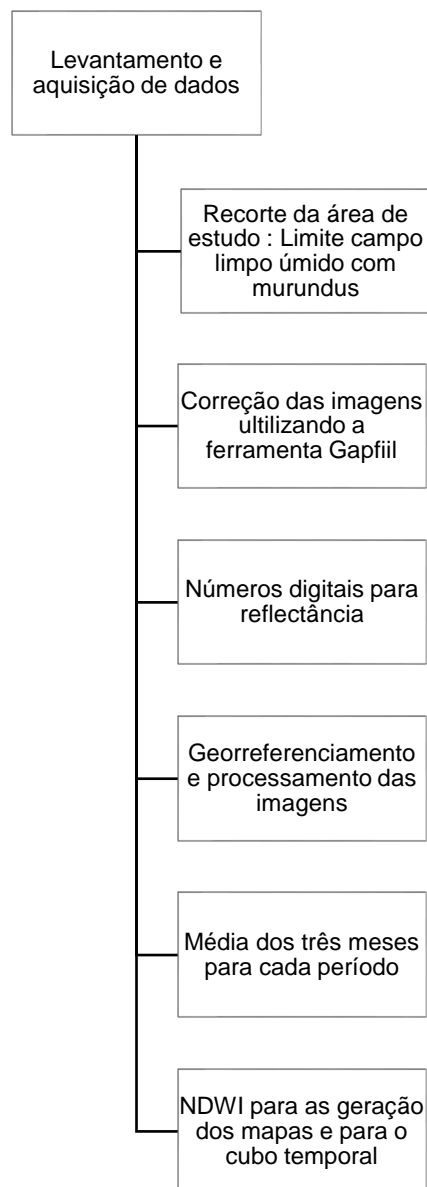 Levantamento e
aquisição de dados
Recorte da área de
estudo : Limite campo
limpo úmido com
murundus
Correção das imagens
ultilizando a
ferramenta Gapfiil
Números digitais para
reflectância
Georreferenciamento
e processamento das
imagens
Média dos três meses
para cada período
NDWI para as geração
dos mapas e para o
cubo temporal